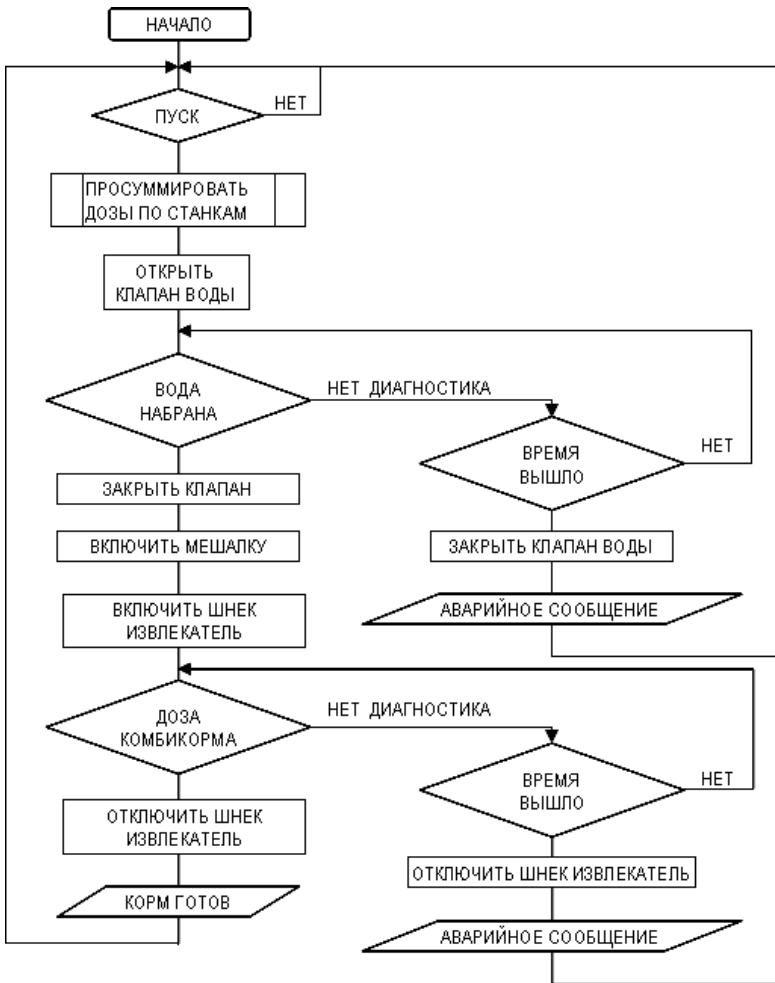 НАЧАЛО
ПУСК
НЕТ
ПРОСУММИРОВАТЬ
ДОЗЫ ПО СТАНКАМ
ОТКРЫТЬ
КЛАПАН ВОДЫ
ВОДА
НАБРАНА
НЕТ ДИАГНОСТИКА
ВРЕМЯ
ВЫШЛО
НЕТ
ЗАКРЫТЬ КЛАПАН
ВКЛЮЧИТЬ МЕШАЛКУ
ЗАКРЫТЬ КЛАПАН ВОДЫ
ВКЛЮЧИТЬ ШНЕК
ИЗВЛЕКАТЕЛЬ
АВАРИЙНОЕ СООБЩЕНИЕ
ДОЗА
КОМБИКОРМА
НЕТ ДИАГНОСТИКА
ВРЕМЯ
ВЫШЛО
НЕТ
ОТКЛЮЧИТЬ ШНЕК
ИЗВЛЕКАТЕЛЬ
ОТКЛЮЧИТЬ ШНЕК ИЗВЛЕКАТЕЛЬ
КОРМ ГОТОВ
АВАРИЙНОЕ СООБЩЕНИЕ